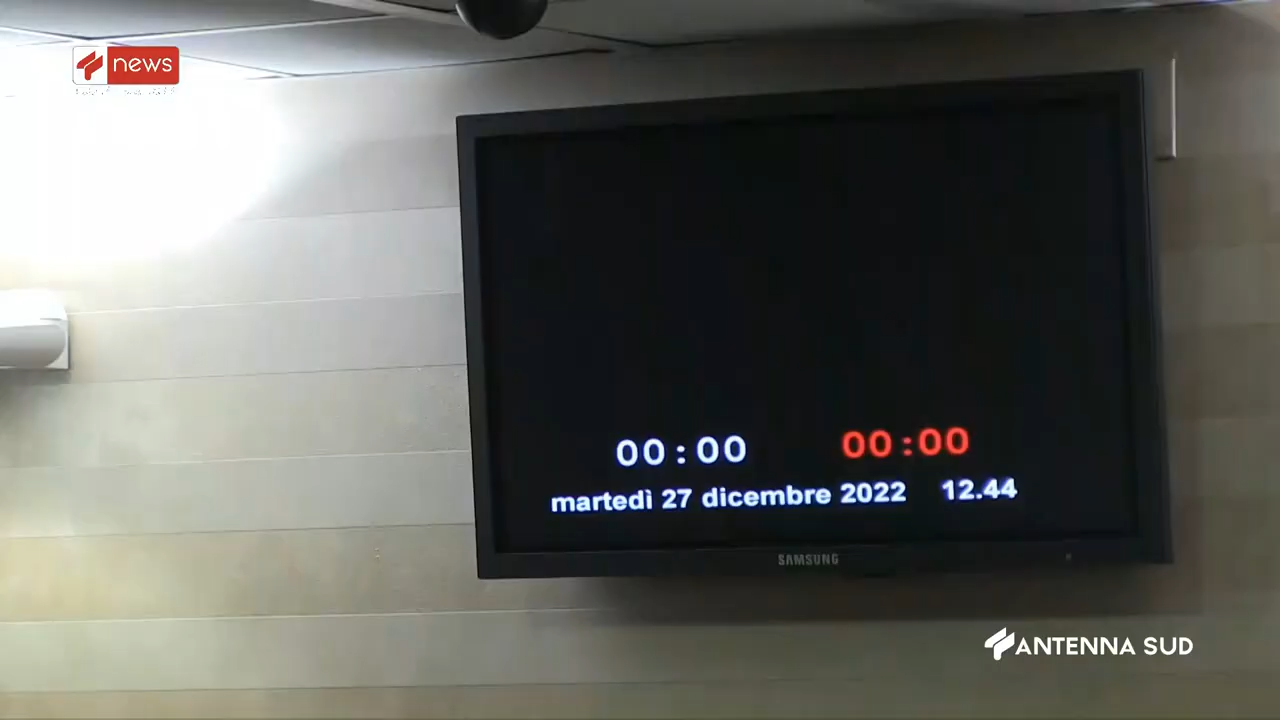 news
00:00 00:00
martedì 27 dicembre 2022 12.44
SAMSUNG
ANTENNA SUD